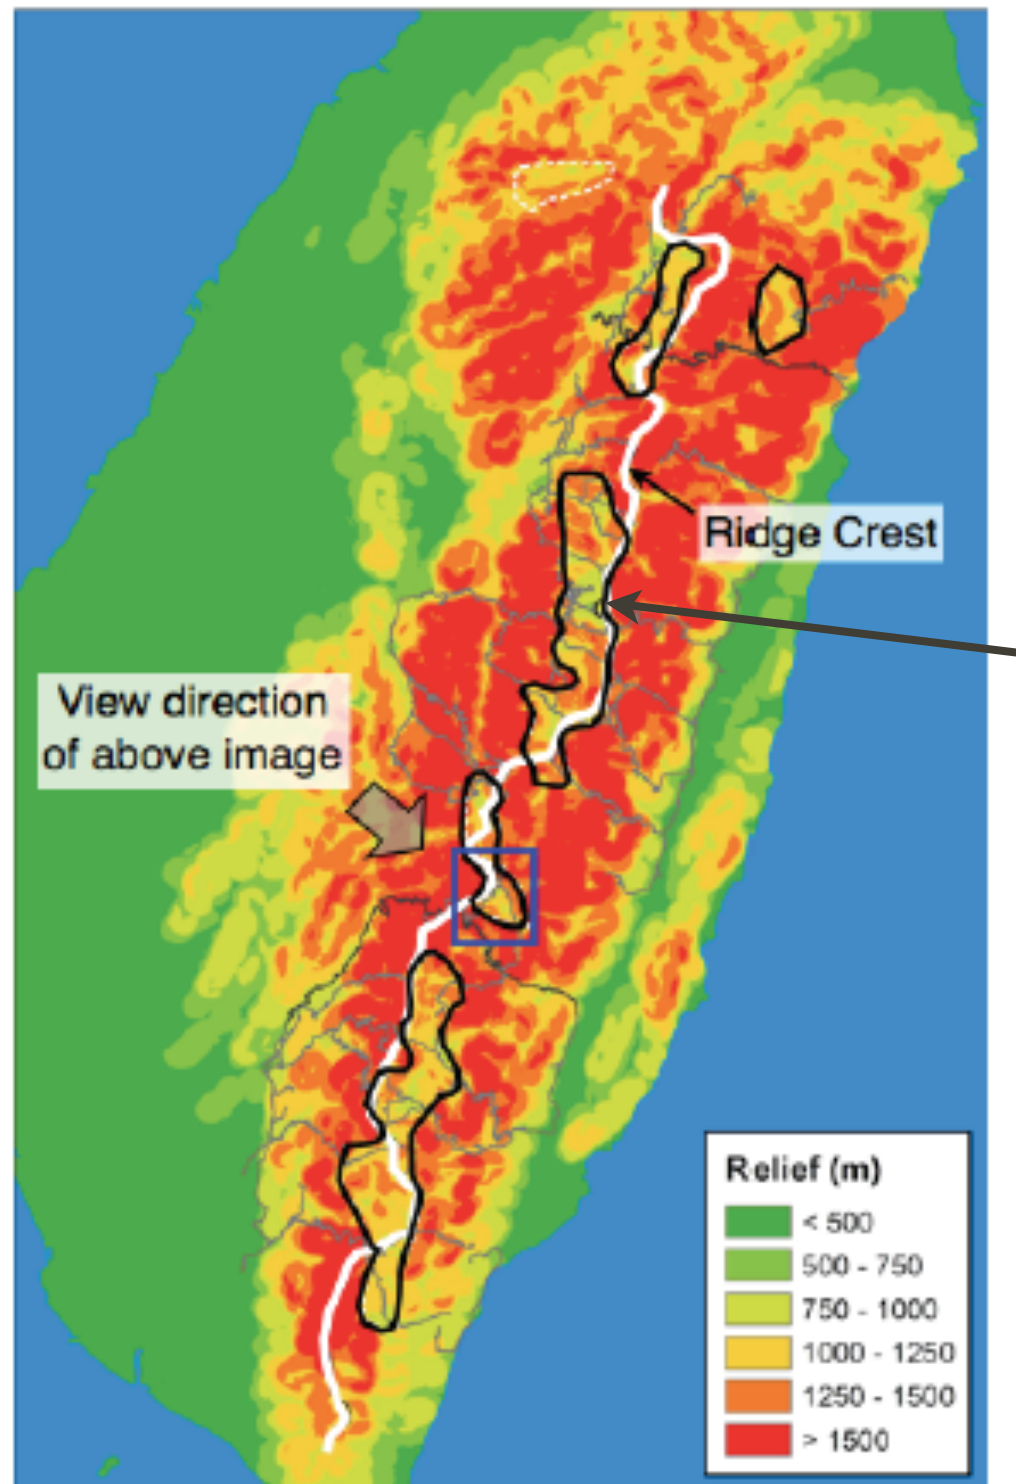 Ridge Crest
View direction
of above image
Relief (m)
< 500
500 - 750
750 - 1000
1000 - 1250
1250 - 1500
> 1500